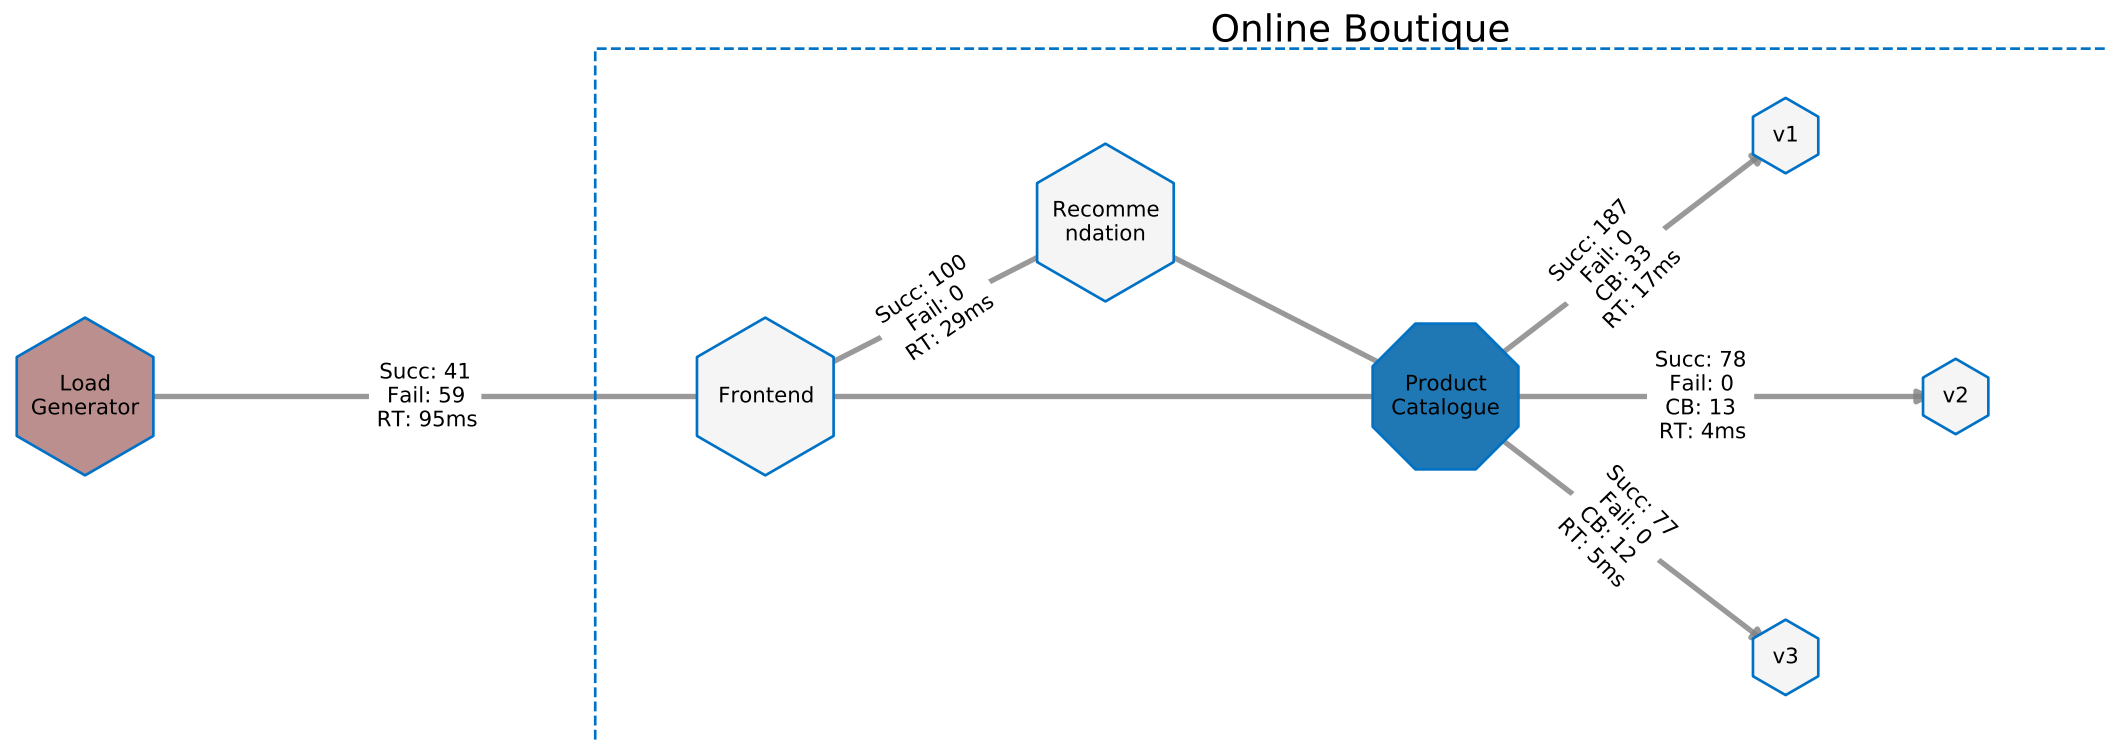 Online Boutique
Load
Generator
Succ: 41
Fail: 59
RT: 95ms
Frontend
Succ: 100
Fail: 0
RT: 29ms
Recomme
ndation
Product
Catalogue
Succ: 187
Fail: 0
CB: 33
RT: 17ms
v1
Succ: 78
Fail: 0
CB: 13
RT: 4ms
v2
Succ: 77
Fail: 0
CB: 12
RT: 5ms
v3